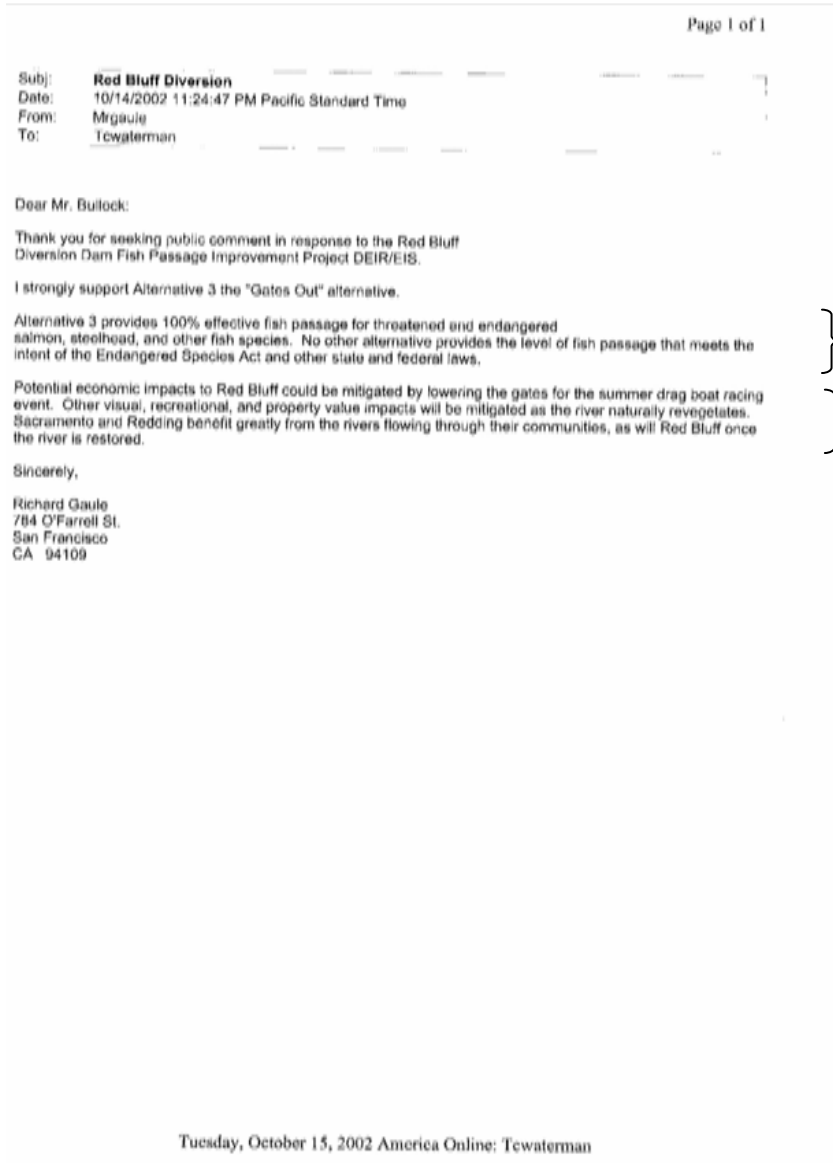 Page 1 of 1
Subj: Red Bluff Diversion
Date: 10/14/2002 11:24:47 PM Pacific Standard Time
From: Mrgaule
To: Tcwaterman
Dear Mr. Bullock:
Thank you for seeking public comment in response to the Red Bluff
Diversion Dam Fish Passage Improvement Project DEIR/EIS.
I strongly support Alternative 3 the "Gates Out" alternative.
Alternative 3 provides 100% effective fish passage for threatened and endangered
salmon, steelhead, and other fish species. No other alternative provides the level of fish passage that meets the
intent of the Endangered Species Act and other state and federal laws.
Potential economic impacts to Red Bluff could be mitigated by lowering the gates for the summer drag boat racing
event. Other visual, recreational, and property value impacts will be mitigated as the river naturally revegetates.
Sacramento and Redding benefit greatly from the rivers flowing through their communities, as will Red Bluff once
the river is restored.
Sincerely,
Richard Gaule
784 O'Farrell St.
San Francisco
CA 94109
Tuesday, October 15, 2002 America Online: Tcwaterman